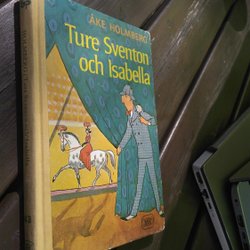 ÅKE HOLMBERG
Ture Sventon
och Isabella